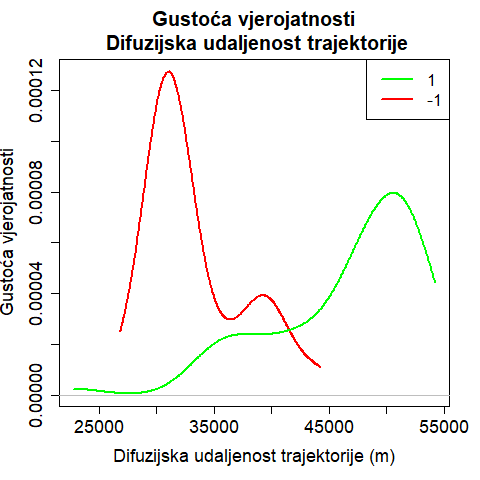 Gustoća vjerojatnosti
Difuzijska udaljenost trajektorije
1
-1
Gustoća vjerojatnosti
0.00012
0.00008
0.00004
0.00000
25000 35000 45000 55000
Difuzijska udaljenost trajektorije (m)